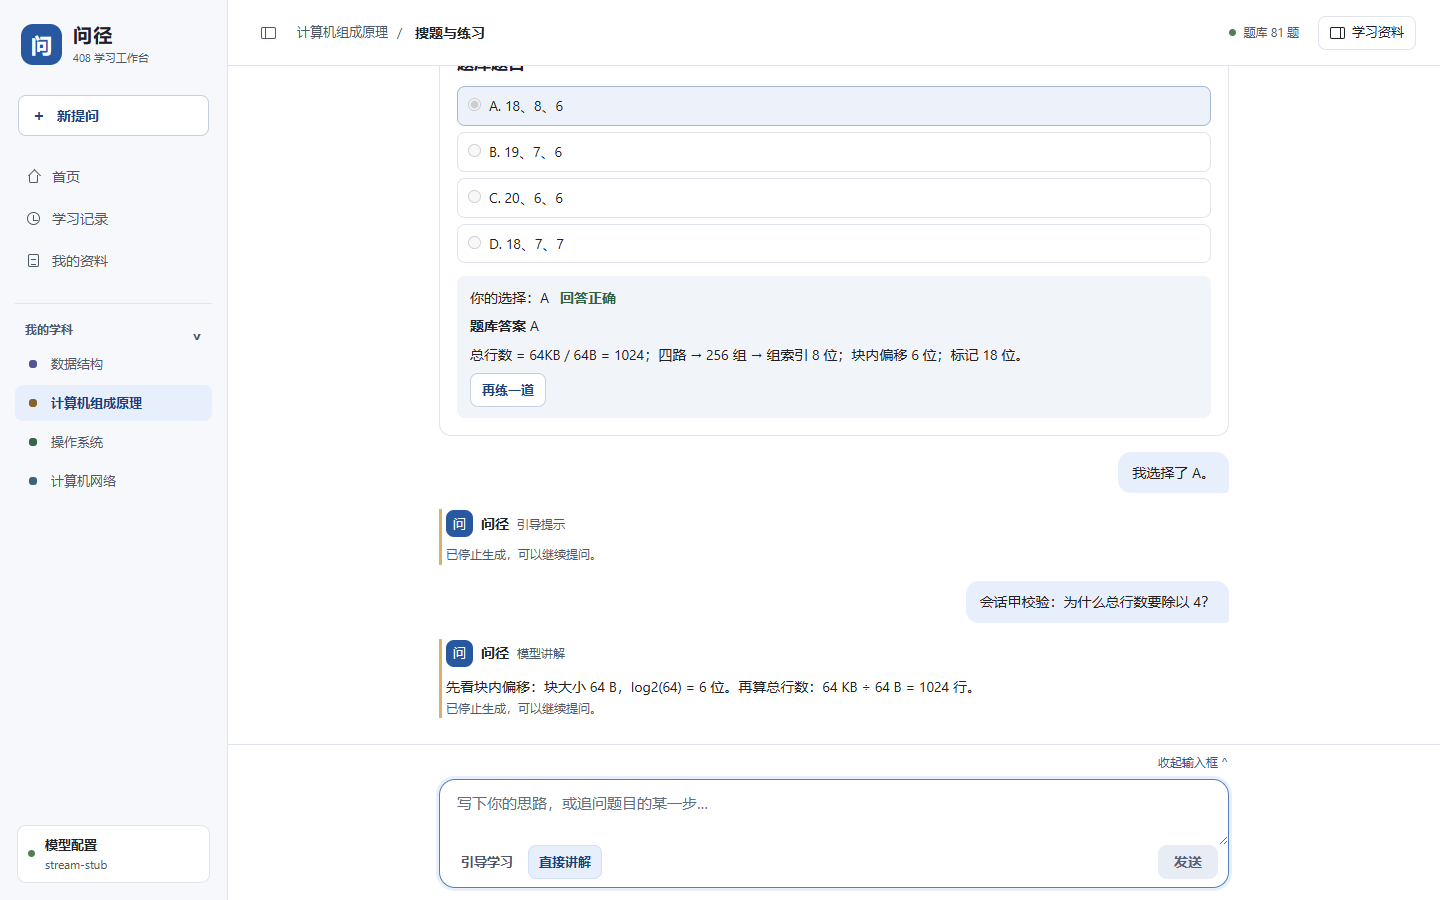 问
问径
408 学习工作台
+ 新提问
首页
学习记录
我的资料
我的学科
数据结构
计算机组成原理
操作系统
计算机网络
模型配置
stream-stub
计算机组成原理 / 搜题与练习
题库 81 题
学习资料
题库题目
A. 18、8、6
B. 19、7、6
C. 20、6、6
D. 18、7、7
你的选择：A 回答正确
题库答案 A
总行数 = 64KB / 64B = 1024；四路 → 256 组 → 组索引 8 位；块内偏移 6 位；标记 18 位。
再练一道
我选择了 A。
问 问径 引导提示
已停止生成，可以继续提问。
会话甲校验：为什么总行数要除以 4？
问 问径 模型讲解
先看块内偏移：块大小 64 B，log2(64) = 6 位。再算总行数：64 KB ÷ 64 B = 1024 行。
已停止生成，可以继续提问。
收起输入框 ^
写下你的思路，或追问题目的某一步...
引导学习 直接讲解 发送